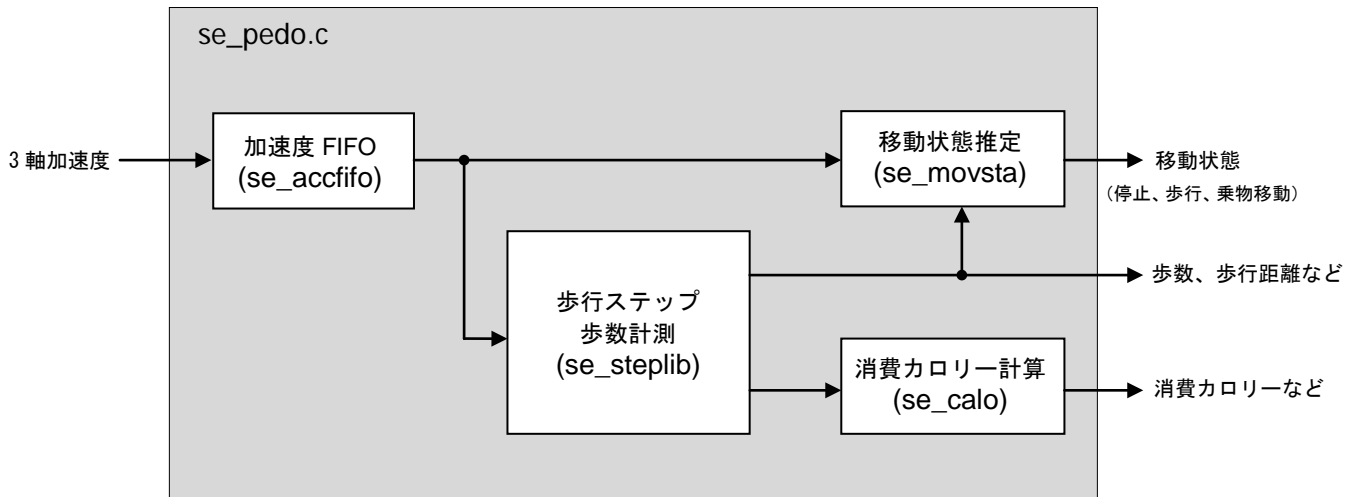 se_pedo.c
3 軸加速度
加速度 FIFO
(se_accfifo)
移動状態推定
(se_movsta)
移動状態
(停止、歩行、乗物移動)
歩行ステップ
歩数計測
(se_steplib)
歩数、歩行距離など
消費カロリー計算
(se_calo)
消費カロリーなど